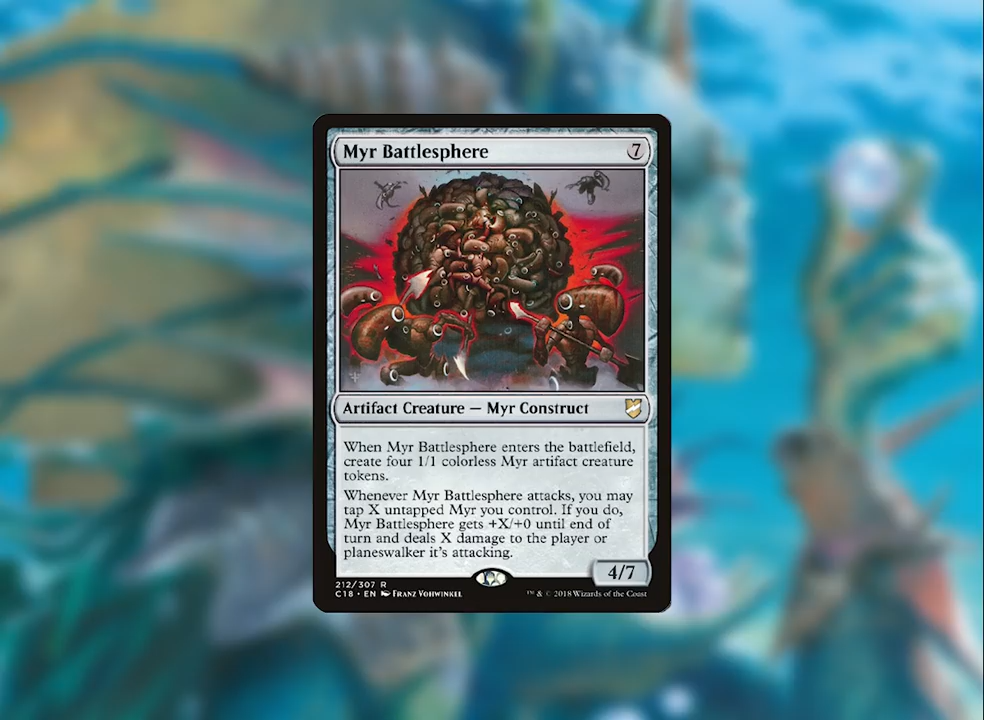 Myr Battlesphere 7
Artifact Creature — Myr Construct
When Myr Battlesphere enters the battlefield,
create four 1/1 colorless Myr artifact creature
tokens.
Whenever Myr Battlesphere attacks, you may
tap X untapped Myr you control. If you do,
Myr Battlesphere gets +X/+0 until end of
turn and deals X damage to the player or
planeswalker it's attacking.
4/7
212/307 R
C18 • EN Franz Vohwinkel
™ & © 2018 Wizards of the Coast